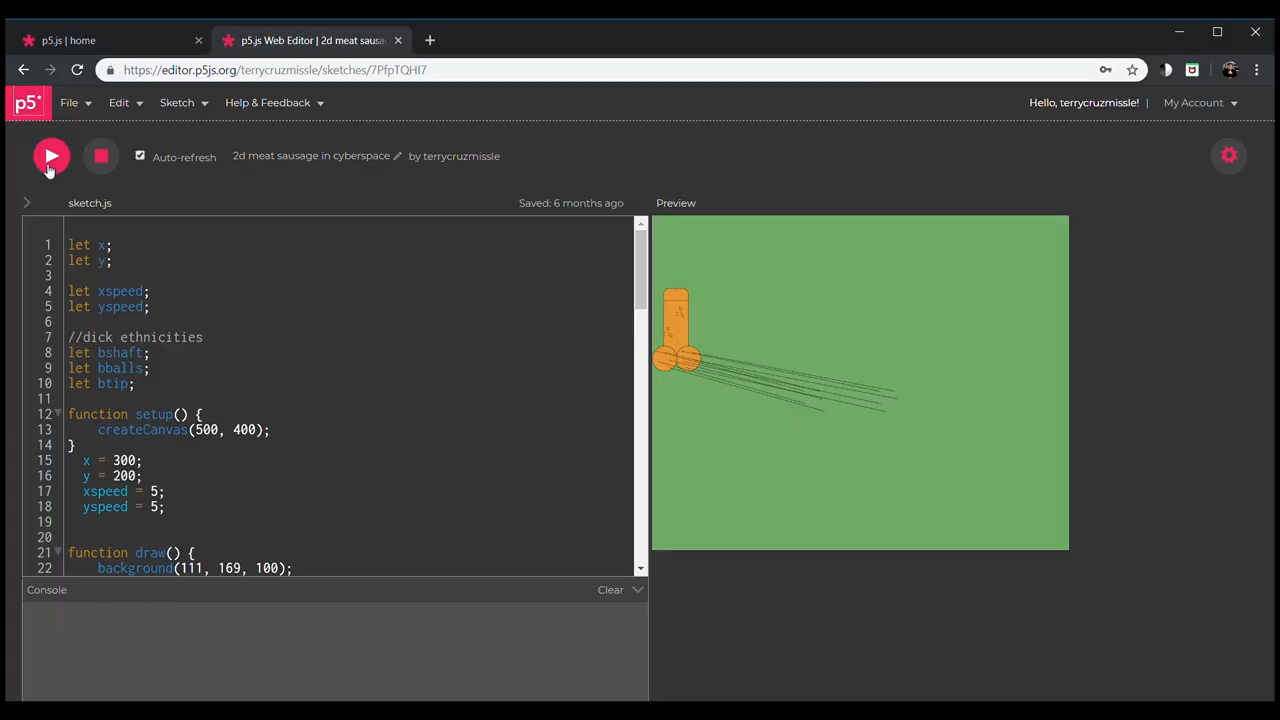 p5.js | home
p5.js Web Editor | 2d meat sausa
https://editor.p5js.org/terrycruzmissle/sketches/7PfpTQHI7
p5* File Edit Sketch Help & Feedback Hello, terrycruzmissle! | My Account
Auto-refresh 2d meat sausage in cyberspace by terrycruzmissle
sketch.js Saved: 6 months ago Preview
1 let x;
2 let y;
3
4 let xspeed;
5 let yspeed;
6
7 //dick ethnicities
8 let bshaft;
9 let bballs;
10 let btip;
11
12 function setup() {
13 createCanvas(500, 400);
14 }
15 x = 300;
16 y = 200;
17 xspeed = 5;
18 yspeed = 5;
19
20
21 function draw() {
22 background(111, 169, 100);
Console Clear